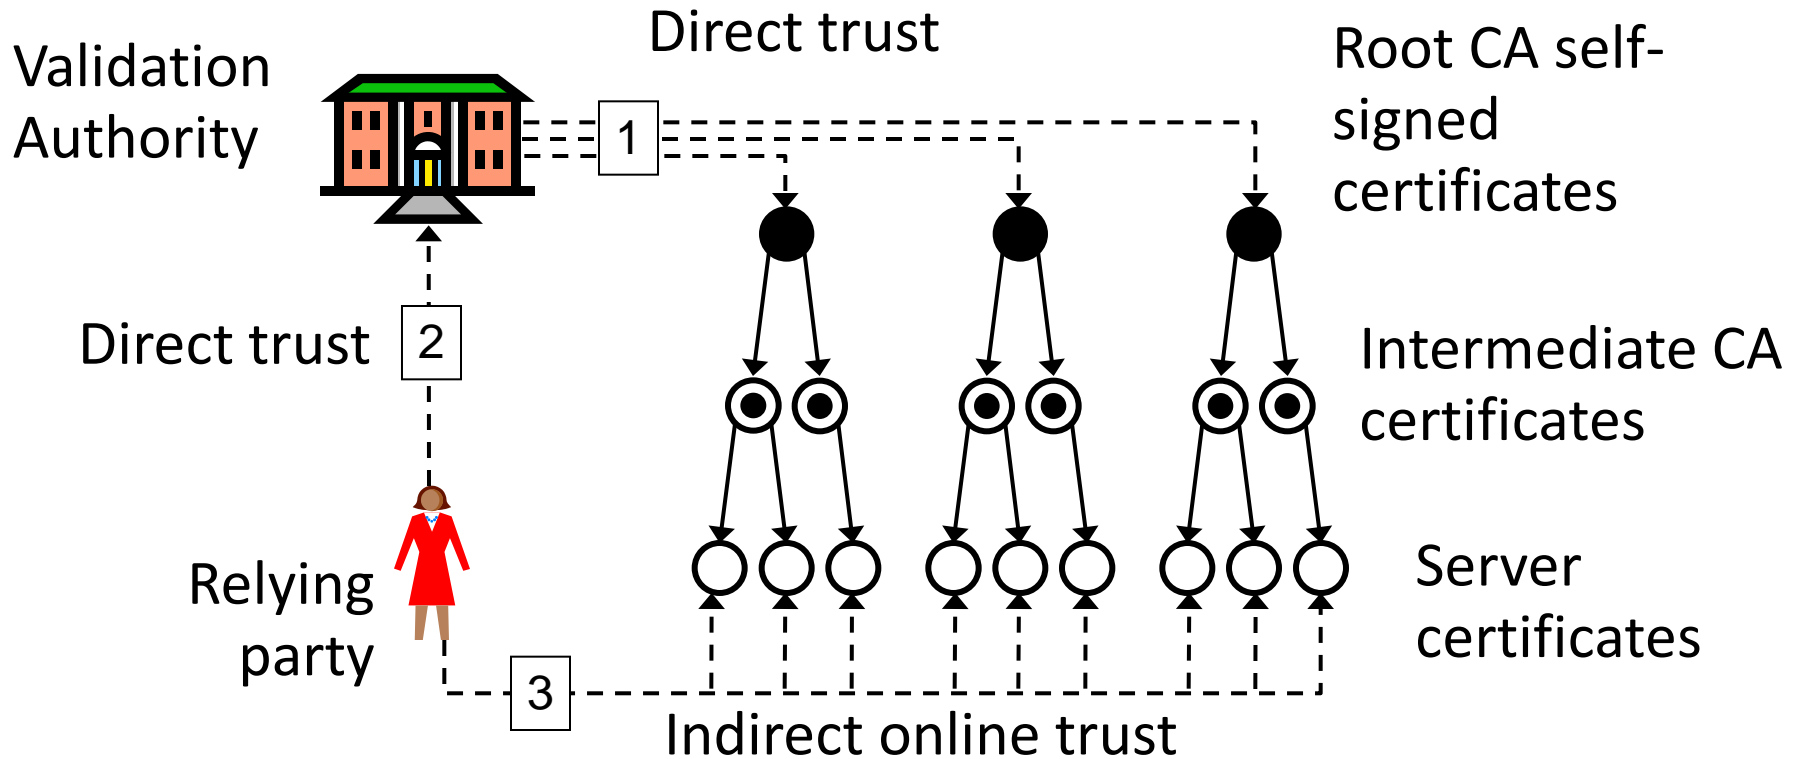 Direct trust
Validation
Authority
1
Root CA self-
signed
certificates
Direct trust
2
Intermediate CA
certificates
Relying
party
Server
certificates
3
Indirect online trust